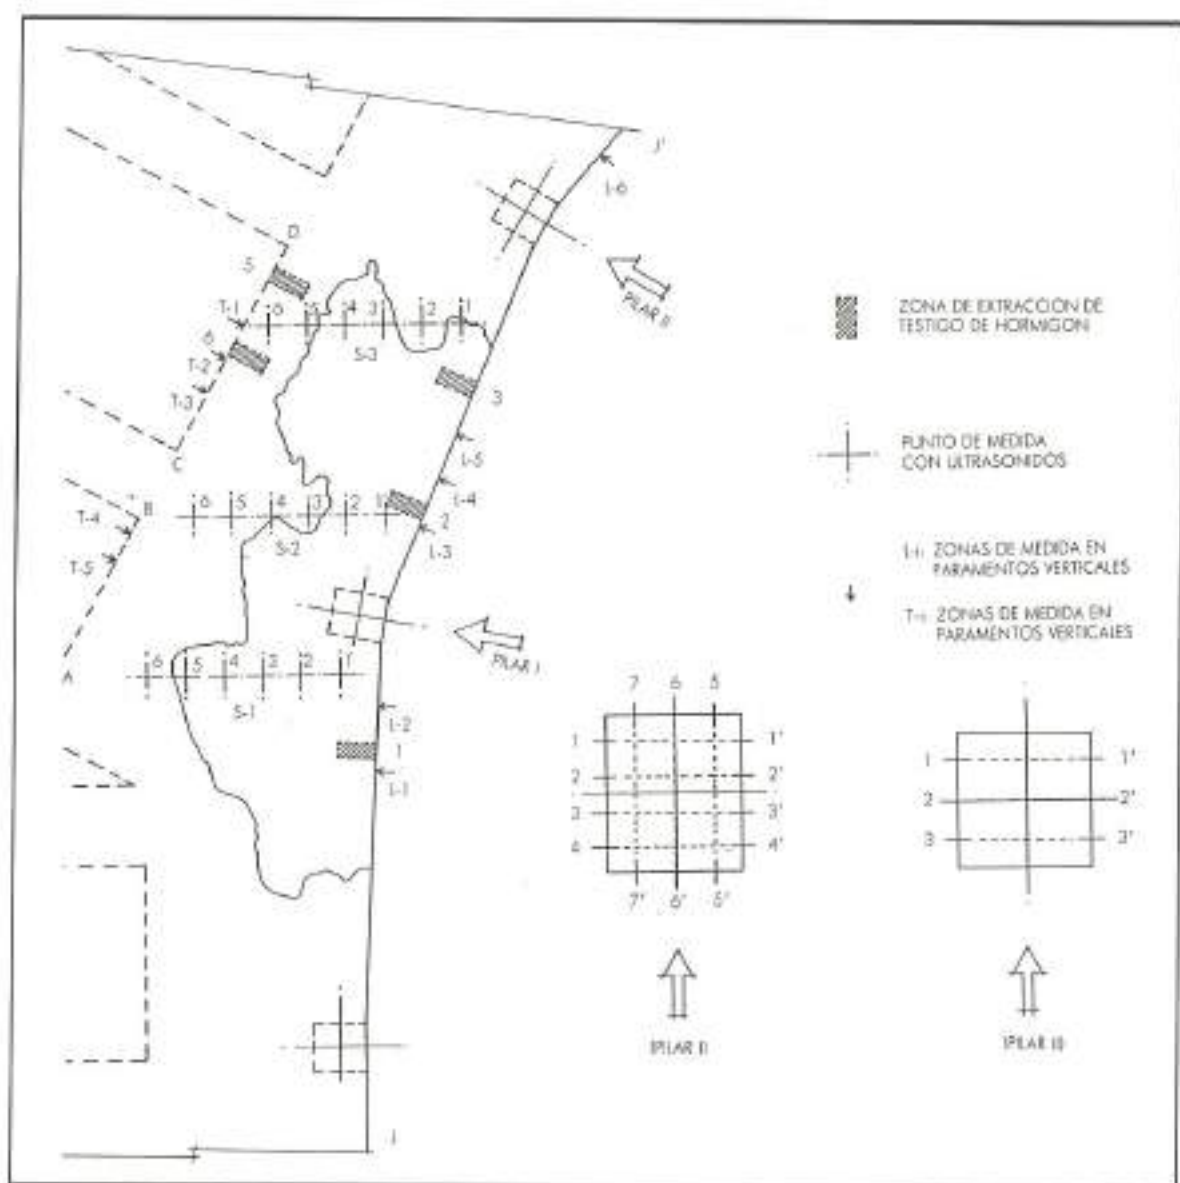 J'
L-6
PILAR II
D
5
T-1
6
5
4
3
2
1
S-3
6
T-2
T-3
3
C
L-5
L-4
B
6
5
4
3
2
1
2
S-2
L-3
T-4
T-5
PILAR I
A
6
5
4
3
2
1
S-1
L-2
1
L-1
J
ZONA DE EXTRACCION DE
TESTIGO DE HORMIGON
PUNTO DE MEDIDA
CON ULTRASONIDOS
L-i: ZONAS DE MEDIDA EN
PARAMENTOS VERTICALES
T-i: ZONAS DE MEDIDA EN
PARAMENTOS VERTICALES
7 6 5
1 1'
2 2'
3 3'
4 4'
7' 6' 5'
(PILAR I)
1 1'
2 2'
3 3'
(PILAR II)